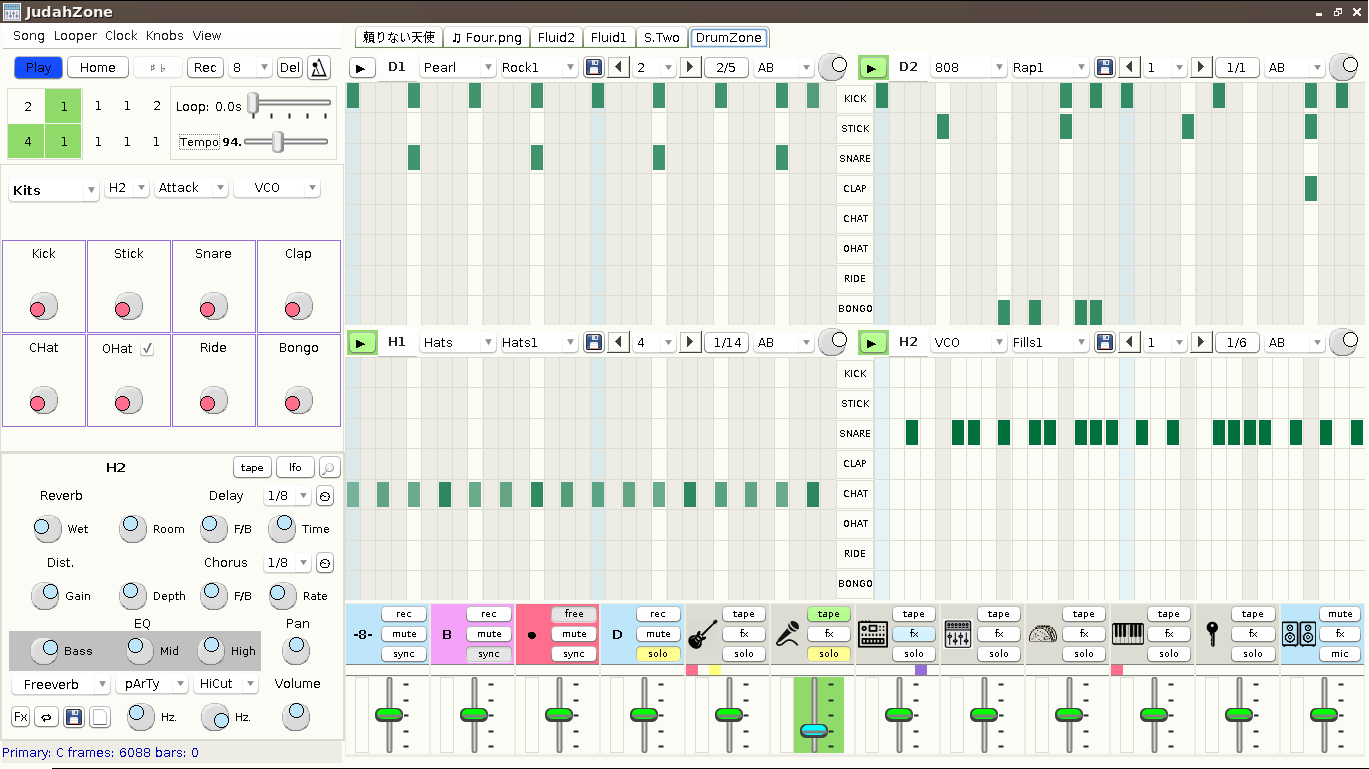 JudahZone
Song Looper Clock Knobs View
頼りない天使 ♫ Four.png Fluid2 Fluid1 S.Two DrumZone
Play Home ♯♭ Rec 8 Del
D1 Pearl Rock1 2 2/5 AB
D2 808 Rap1 1 1/1 AB
2 1 1 1 2
4 1 1 1 1
Loop: 0.0s
Tempo 94.
Kits H2 Attack VCO
Kick Stick Snare Clap
CHat OHat Ride Bongo
KICK
STICK
SNARE
CLAP
CHAT
OHAT
RIDE
BONGO
H1 Hats Hats1 4 1/14 AB
H2 VCO Fills1 1 1/6 AB
KICK
STICK
SNARE
CLAP
CHAT
OHAT
RIDE
BONGO
H2 tape lfo
Reverb Delay 1/8
Wet Room F/B Time
Dist. Chorus 1/8
Gain Depth F/B Rate
EQ Pan
Bass Mid High
Freeverb pArTy HiCut Volume
Fx Hz. Hz.
Primary: C frames: 6088 bars: 0
-8- rec mute sync
B rec mute sync
free mute sync
D rec mute solo
tape fx solo
tape fx solo
tape fx solo
tape fx solo
tape fx solo
tape fx solo
tape fx solo
mute fx mic